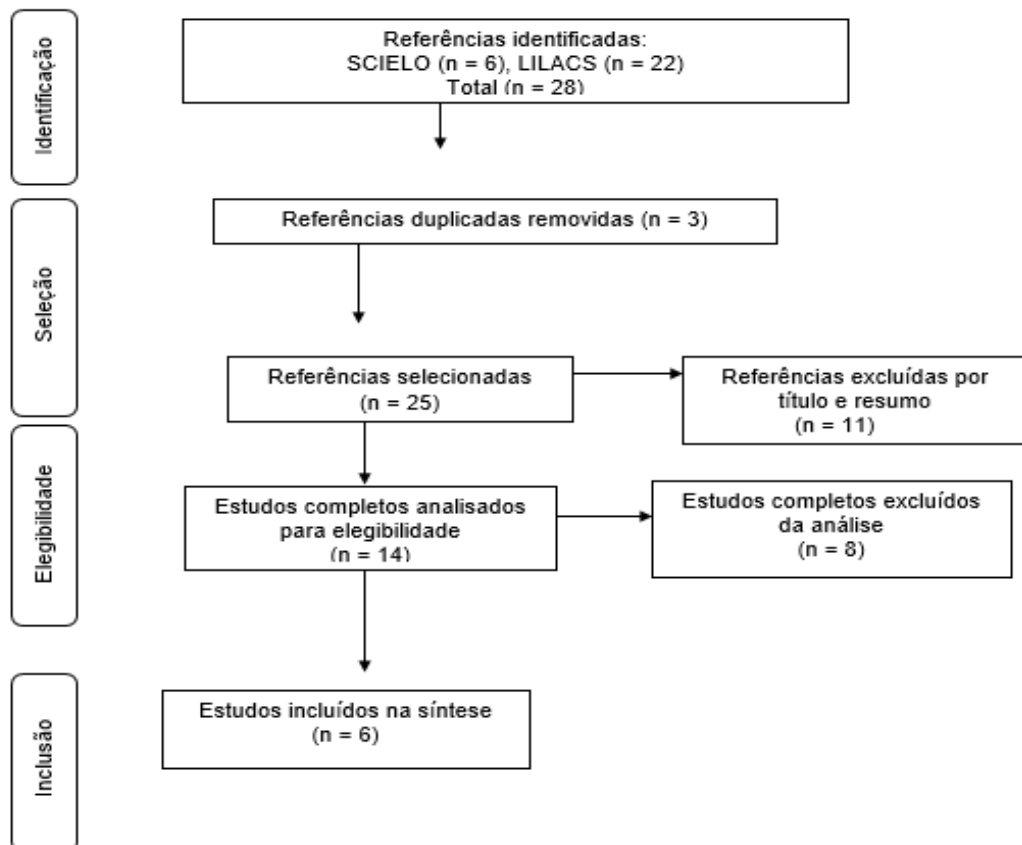 Identificação
Referências identificadas:
SCIELO (n = 6), LILACS (n = 22)
Total (n = 28)
Seleção
Referências duplicadas removidas (n = 3)
Referências selecionadas
(n = 25)
Referências excluídas por
título e resumo
(n = 11)
Elegibilidade
Estudos completos analisados
para elegibilidade
(n = 14)
Estudos completos excluídos
da análise
(n = 8)
Inclusão
Estudos incluídos na síntese
(n = 6)